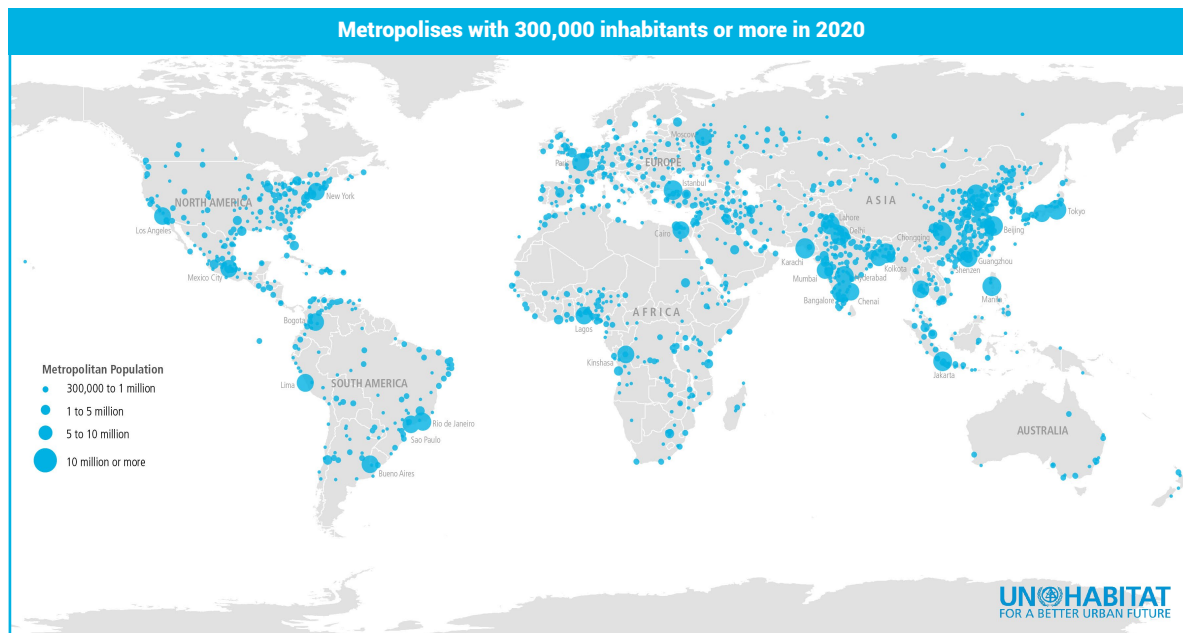 Metropolises with 300,000 inhabitants or more in 2020
Moscow
Paris
EUROPE
Istanbul
NORTH AMERICA
New York
ASIA
Los Angeles
Lahore
Delhi
Tokyo
Cairo
Chongqing
Beijing
Karachi
Kolkota
Guangzhou
Shenzen
Mexico City
Mumbai
Hyderabad
Manila
Bangalore
Chenai
Bogota
AFRICA
Lagos
Kinshasa
Jakarta
Lima
SOUTH AMERICA
Rio de Janeiro
Sao Paulo
AUSTRALIA
Bueno Aires
Metropolitan Population
300,000 to 1 million
1 to 5 million
5 to 10 million
10 million or more
UN HABITAT
FOR A BETTER URBAN FUTURE